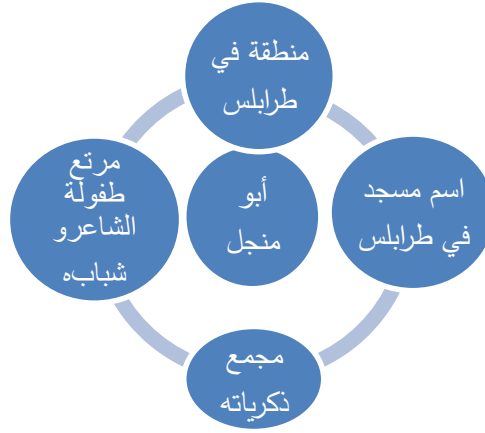 منطقة في
طرابلس
اسم مسجد
في طرابلس
مجمع
ذكرياته
مرتع
طفولة
الشاعرو
شبابه
أبو
منجل